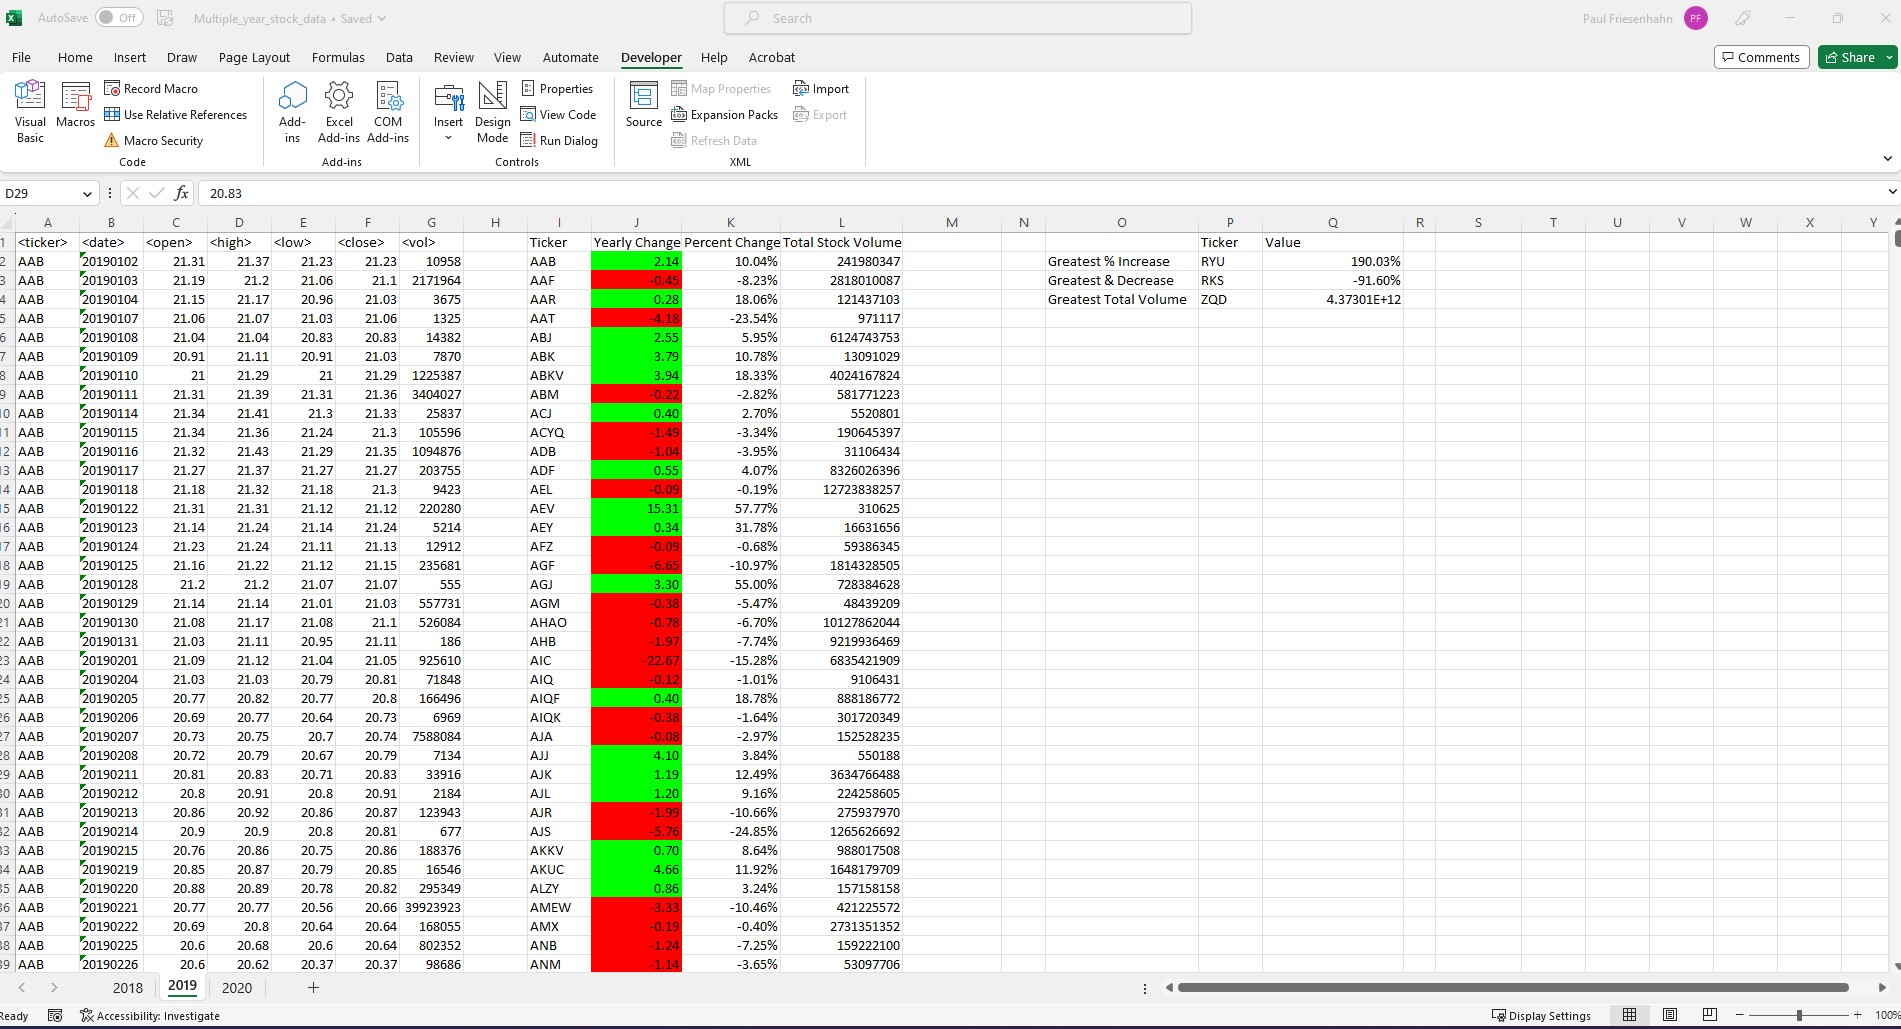 AutoSave Off Multiple_year_stock_data • Saved Search Paul Friesenhahn PF
File Home Insert Draw Page Layout Formulas Data Review View Automate Developer Help Acrobat Comments Share
Visual Basic Macros Record Macro Use Relative References Macro Security Code
Add-ins Excel Add-ins COM Add-ins Add-ins
Insert Design Mode Properties View Code Run Dialog Controls
Source Map Properties Expansion Packs Refresh Data Import Export XML
D29 fx 20.83
A B C D E F G H I J K L M N O P Q R S T U V W X Y
1 <ticker> <date> <open> <high> <low> <close> <vol> Ticker Yearly Change Percent Change Total Stock Volume Ticker Value
2 AAB 20190102 21.31 21.37 21.23 21.23 10958 AAB 2.14 10.04% 241980347 Greatest % Increase RYU 190.03%
3 AAB 20190103 21.19 21.2 21.06 21.1 2171964 AAF -0.45 -8.23% 2818010087 Greatest & Decrease RKS -91.60%
4 AAB 20190104 21.15 21.17 20.96 21.03 3675 AAR 0.28 18.06% 121437103 Greatest Total Volume ZQD 4.37301E+12
5 AAB 20190107 21.06 21.07 21.03 21.06 1325 AAT -4.18 -23.54% 971117
6 AAB 20190108 21.04 21.04 20.83 20.83 14382 ABJ 2.55 5.95% 6124743753
7 AAB 20190109 20.91 21.11 20.91 21.03 7870 ABK 3.79 10.78% 13091029
8 AAB 20190110 21 21.29 21 21.29 1225387 ABKV 3.94 18.33% 4024167824
9 AAB 20190111 21.31 21.39 21.31 21.36 3404027 ABM -0.22 -2.82% 581771223
10 AAB 20190114 21.34 21.41 21.3 21.33 25837 ACJ 0.40 2.70% 5520801
11 AAB 20190115 21.34 21.36 21.24 21.3 105596 ACYQ -1.49 -3.34% 190645397
12 AAB 20190116 21.32 21.43 21.29 21.35 1094876 ADB -1.04 -3.95% 31106434
13 AAB 20190117 21.27 21.37 21.27 21.27 203755 ADF 0.55 4.07% 8326026396
14 AAB 20190118 21.18 21.32 21.18 21.3 9423 AEL -0.09 -0.19% 12723838257
15 AAB 20190122 21.31 21.31 21.12 21.12 220280 AEV 15.31 57.77% 310625
16 AAB 20190123 21.14 21.24 21.14 21.24 5214 AEY 0.34 31.78% 16631656
17 AAB 20190124 21.23 21.24 21.11 21.13 12912 AFZ -0.09 -0.68% 59386345
18 AAB 20190125 21.16 21.22 21.12 21.15 235681 AGF -6.65 -10.97% 1814328505
19 AAB 20190128 21.2 21.2 21.07 21.07 555 AGJ 3.30 55.00% 728384628
20 AAB 20190129 21.14 21.14 21.01 21.03 557731 AGM -0.38 -5.47% 48439209
21 AAB 20190130 21.08 21.17 21.08 21.1 526084 AHAO -0.78 -6.70% 10127862044
22 AAB 20190131 21.03 21.11 20.95 21.11 186 AHB -1.97 -7.74% 9219936469
23 AAB 20190201 21.09 21.12 21.04 21.05 925610 AIC -22.67 -15.28% 6835421909
24 AAB 20190204 21.03 21.03 20.79 20.81 71848 AIQ -0.12 -1.01% 9106431
25 AAB 20190205 20.77 20.82 20.77 20.8 166496 AIQF 0.40 18.78% 888186772
26 AAB 20190206 20.69 20.77 20.64 20.73 6969 AIQK -0.38 -1.64% 301720349
27 AAB 20190207 20.73 20.75 20.7 20.74 7588084 AJA -0.08 -2.97% 152528235
28 AAB 20190208 20.72 20.79 20.67 20.79 7134 AJJ 4.10 3.84% 550188
29 AAB 20190211 20.81 20.83 20.71 20.83 33916 AJK 1.19 12.49% 3634766488
30 AAB 20190212 20.8 20.91 20.8 20.91 2184 AJL 1.20 9.16% 224258605
31 AAB 20190213 20.86 20.92 20.86 20.87 123943 AJR -1.99 -10.66% 275937970
32 AAB 20190214 20.9 20.9 20.8 20.81 677 AJS -5.76 -24.85% 1265626692
33 AAB 20190215 20.76 20.86 20.75 20.86 188376 AKKV 0.70 8.64% 988017508
34 AAB 20190219 20.85 20.87 20.79 20.85 16546 AKUC 4.66 11.92% 1648179709
35 AAB 20190220 20.88 20.89 20.78 20.82 295349 ALZY 0.86 3.24% 157158158
36 AAB 20190221 20.77 20.77 20.56 20.66 39923923 AMEW -3.33 -10.46% 421225572
37 AAB 20190222 20.69 20.8 20.64 20.64 168055 AMX -0.19 -0.40% 2731351352
38 AAB 20190225 20.6 20.68 20.6 20.64 802352 ANB -1.24 -7.25% 159222100
39 AAB 20190226 20.6 20.62 20.37 20.37 98686 ANM -1.14 -3.65% 53097706
2018 2019 2020 +
Ready Accessibility: Investigate Display Settings 100%